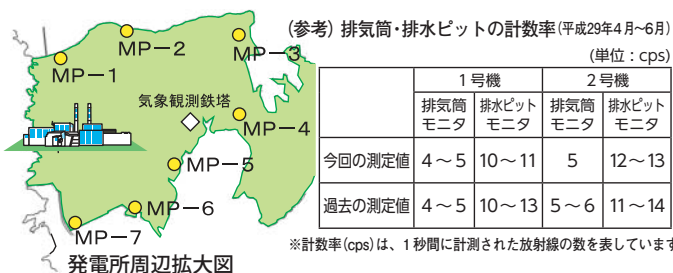 MP−1
MP−2
MP−3
気象観測鉄塔
MP−4
MP−5
MP−6
MP−7
発電所周辺拡大図
(参考) 排気筒・排水ピットの計数率(平成29年4月〜6月)
(単位：cps)
1号機 2号機
排気筒モニタ 排水ピットモニタ 排気筒モニタ 排水ピットモニタ
今回の測定値 4〜5 10〜11 5 12〜13
過去の測定値 4〜5 10〜13 5〜6 11〜14
※計数率(cps)は、1秒間に計測された放射線の数を表しています